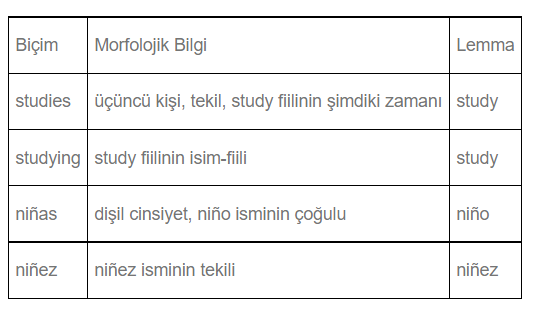 Biçim Morfolojik Bilgi Lemma
studies üçüncü kişi, tekil, study fiilinin şimdiki zamanı study
studying study fiilinin isim-fiili study
niñas dişil cinsiyet, niño isminin çoğulu niño
niñez niñez isminin tekili niñez